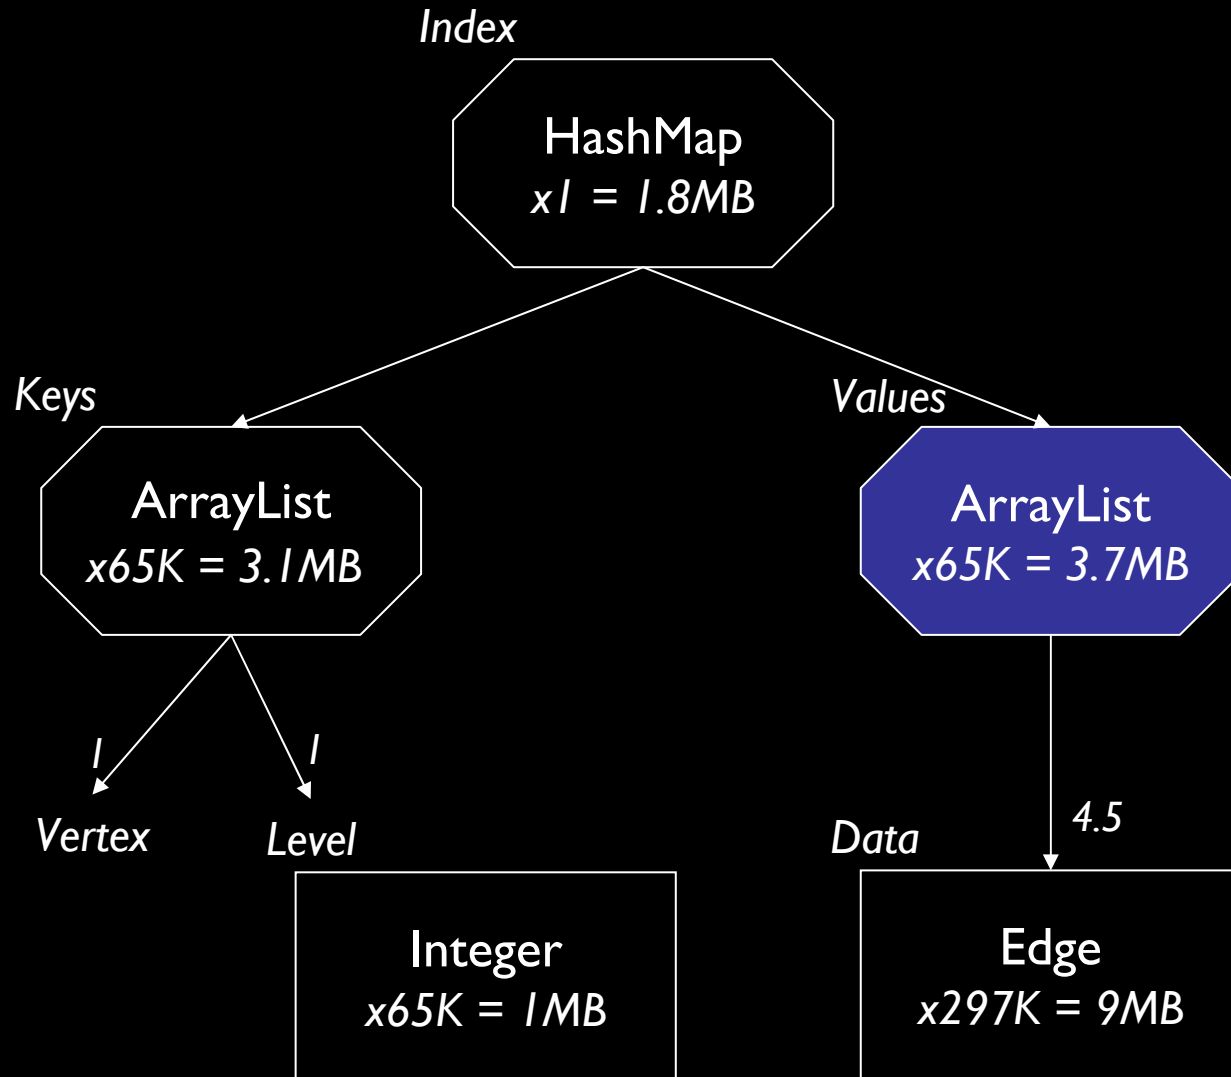 Index
HashMap
x1 = 1.8MB
Keys
Values
ArrayList
x65K = 3.1MB
ArrayList
x65K = 3.7MB
1
1
Vertex
Level
4.5
Data
Integer
x65K = 1MB
Edge
x297K = 9MB